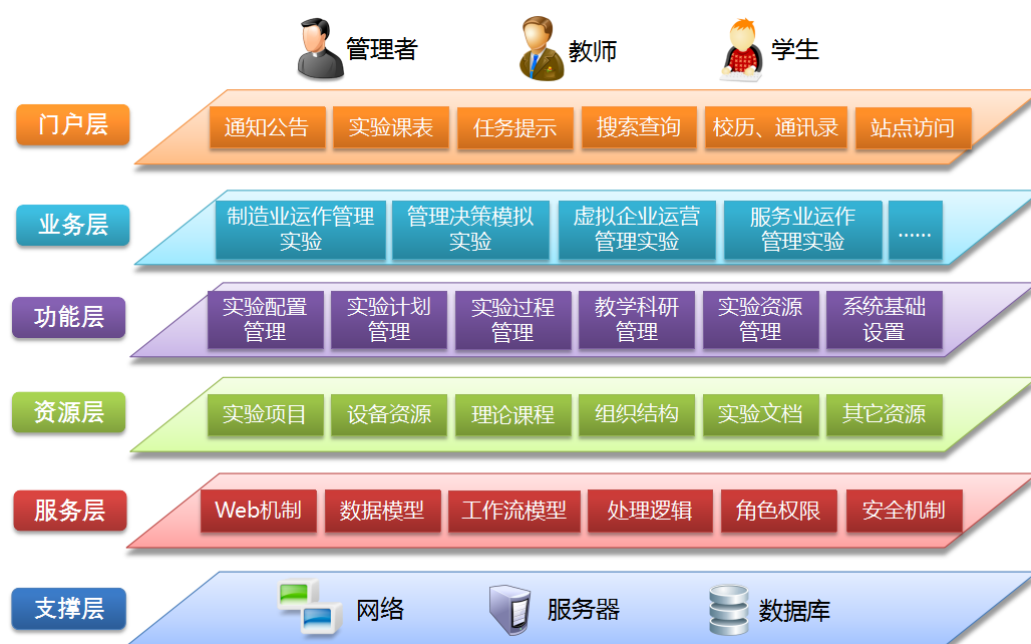 管理者 教师 学生
门户层 通知公告 实验课表 任务提示 搜索查询 校历、通讯录 站点访问
业务层
制造业运作管理
实验
管理决策模拟
实验
虚拟企业运营
管理实验
服务业运作
管理实验
......
功能层
实验配置
管理
实验计划
管理
实验过程
管理
教学科研
管理
实验资源
管理
系统基础
设置
资源层 实验项目 设备资源 理论课程 组织结构 实验文档 其它资源
服务层 Web机制 数据模型 工作流模型 处理逻辑 角色权限 安全机制
支撑层 网络 服务器 数据库